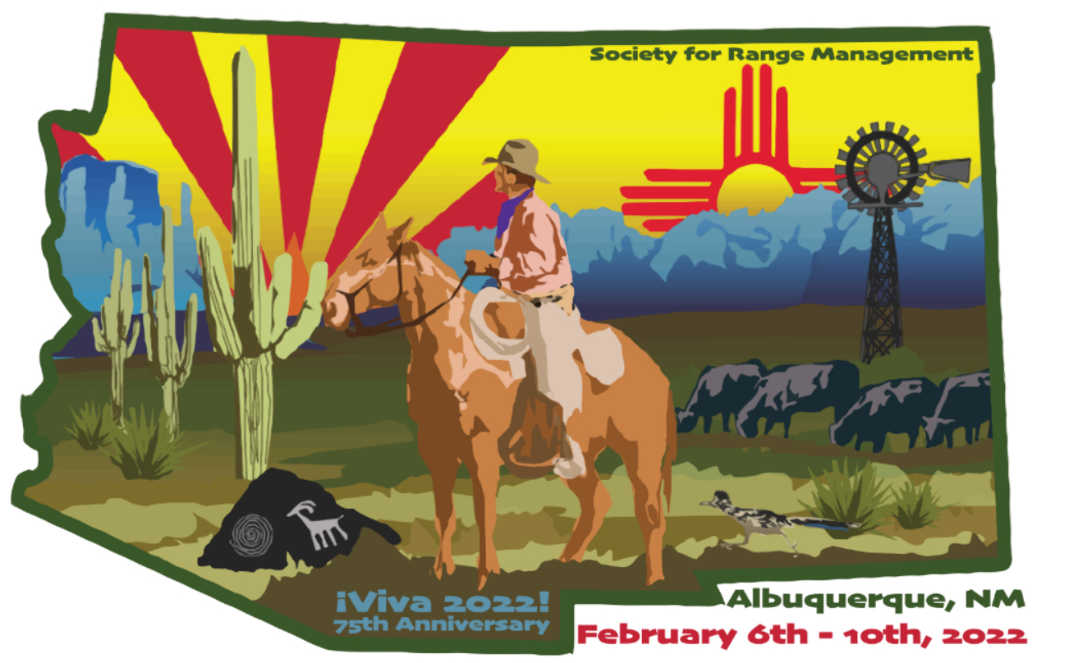 Society for Range Management
¡Viva 2022!
75th Anniversary
Albuquerque, NM
February 6th - 10th, 2022